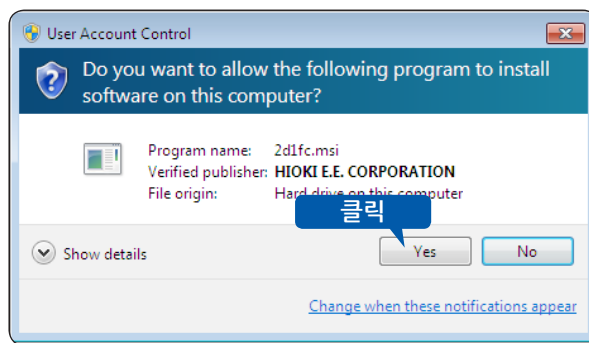 User Account Control
Do you want to allow the following program to install
software on this computer?
Program name: 2d1fc.msi
Verified publisher: HIOKI E.E. CORPORATION
File origin: Hard drive on this computer
클릭
Show details
Yes
No
Change when these notifications appear